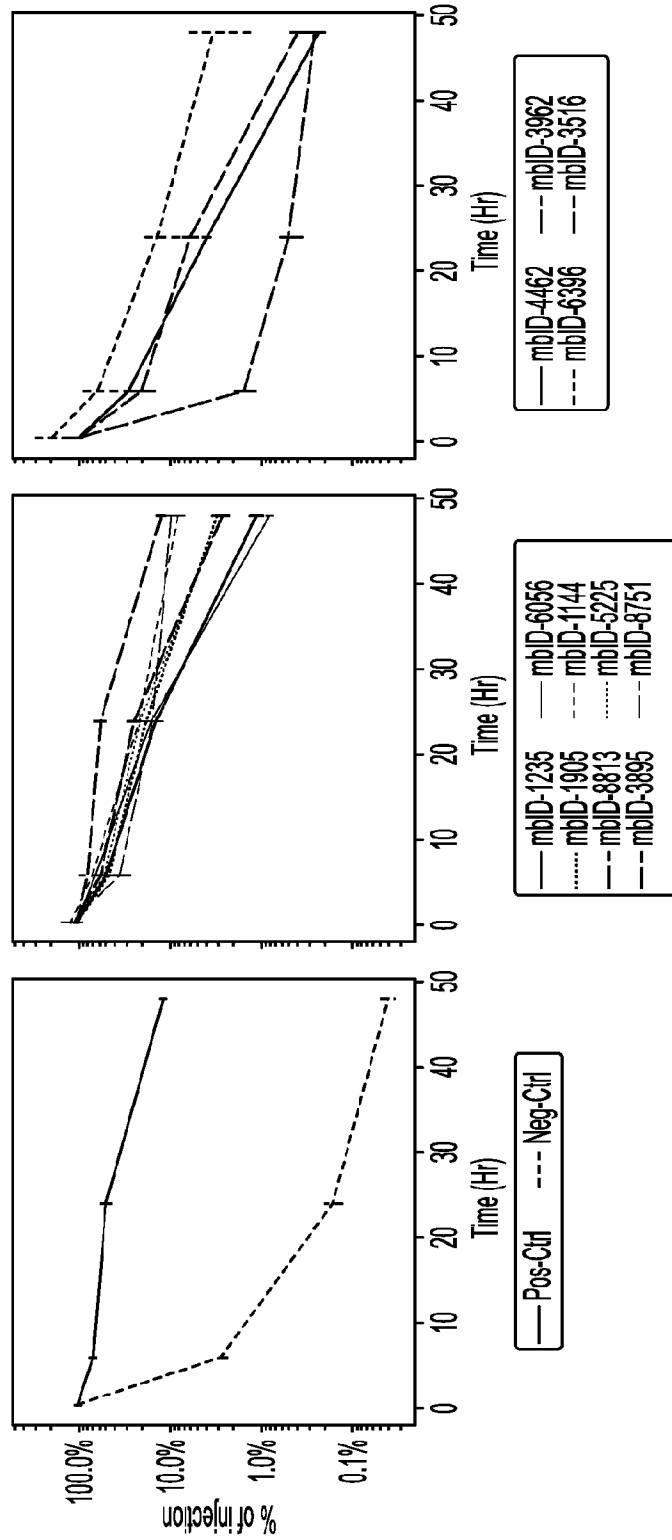 % of injection
100.0%
10.0%
1.0%
0.1%
0 10 20 30 40 50
Time (Hr)
Pos-Ctrl Neg-Ctrl
0 10 20 30 40 50
Time (Hr)
mbID-1235 mbID-6056
mbID-1905 mbID-1144
mbID-8813 mbID-5225
mbID-3895 mbID-8751
0 10 20 30 40 50
Time (Hr)
mbID-4462 mbID-3962
mbID-6396 mbID-3516